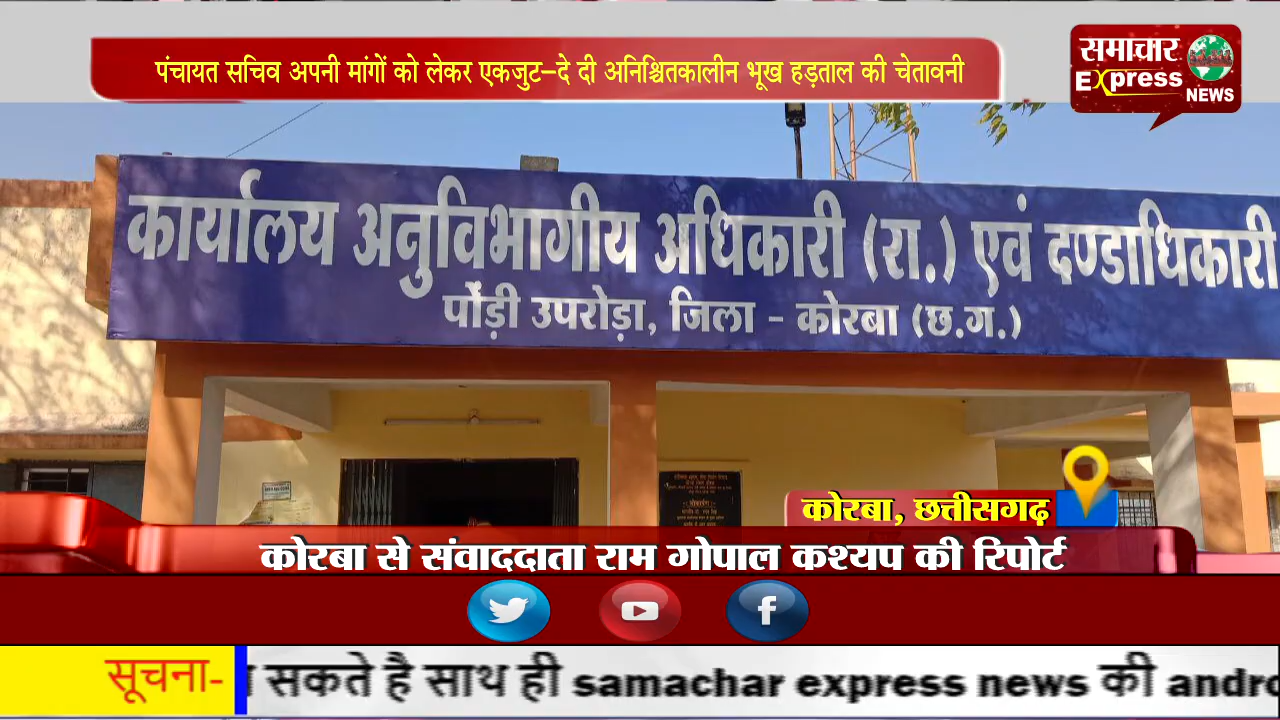 पंचायत सचिव अपनी मांगों को लेकर एकजुट–दे दी अनिश्चितकालीन भूख हड़ताल की चेतावनी
समाचार
Express
NEWS
कार्यालय अनुविभागीय अधिकारी (रा.) एवं दण्डाधिकारी
पोंड़ी उपरोड़ा, जिला - कोरबा (छ.ग.)
कोरबा, छत्तीसगढ़
कोरबा से संवाददाता राम गोपाल कश्यप की रिपोर्ट
सूचना- सकते है साथ ही samachar express news की andro